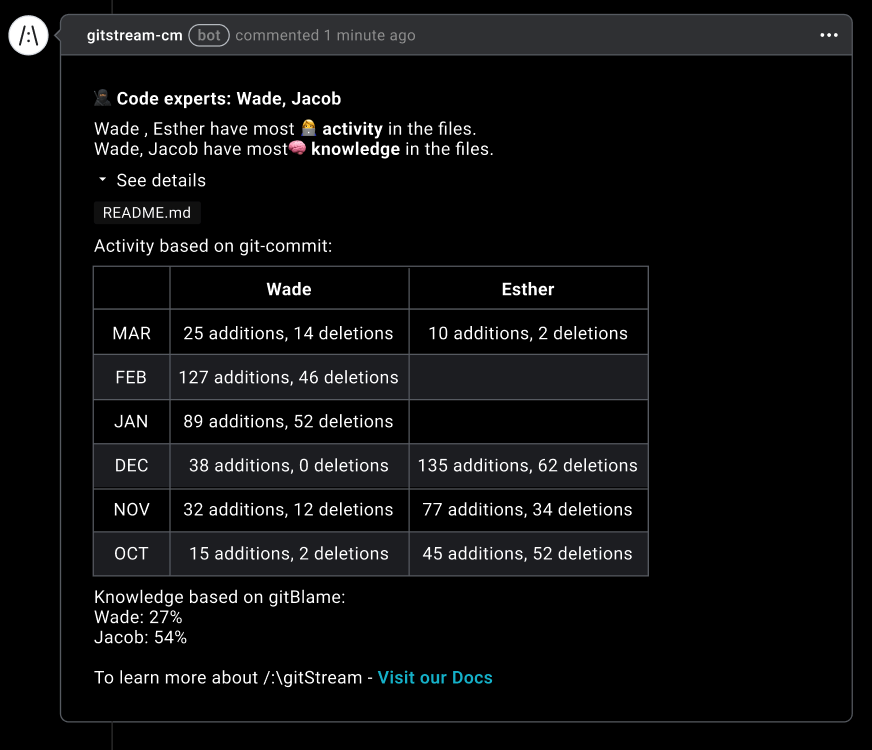 /:\
gitstream-cm bot commented 1 minute ago
Code experts: Wade, Jacob
Wade , Esther have most activity in the files.
Wade, Jacob have most knowledge in the files.
See details
README.md
Activity based on git-commit:
Wade Esther
MAR 25 additions, 14 deletions 10 additions, 2 deletions
FEB 127 additions, 46 deletions
JAN 89 additions, 52 deletions
DEC 38 additions, 0 deletions 135 additions, 62 deletions
NOV 32 additions, 12 deletions 77 additions, 34 deletions
OCT 15 additions, 2 deletions 45 additions, 52 deletions
Knowledge based on gitBlame:
Wade: 27%
Jacob: 54%
To learn more about /:\gitStream - Visit our Docs